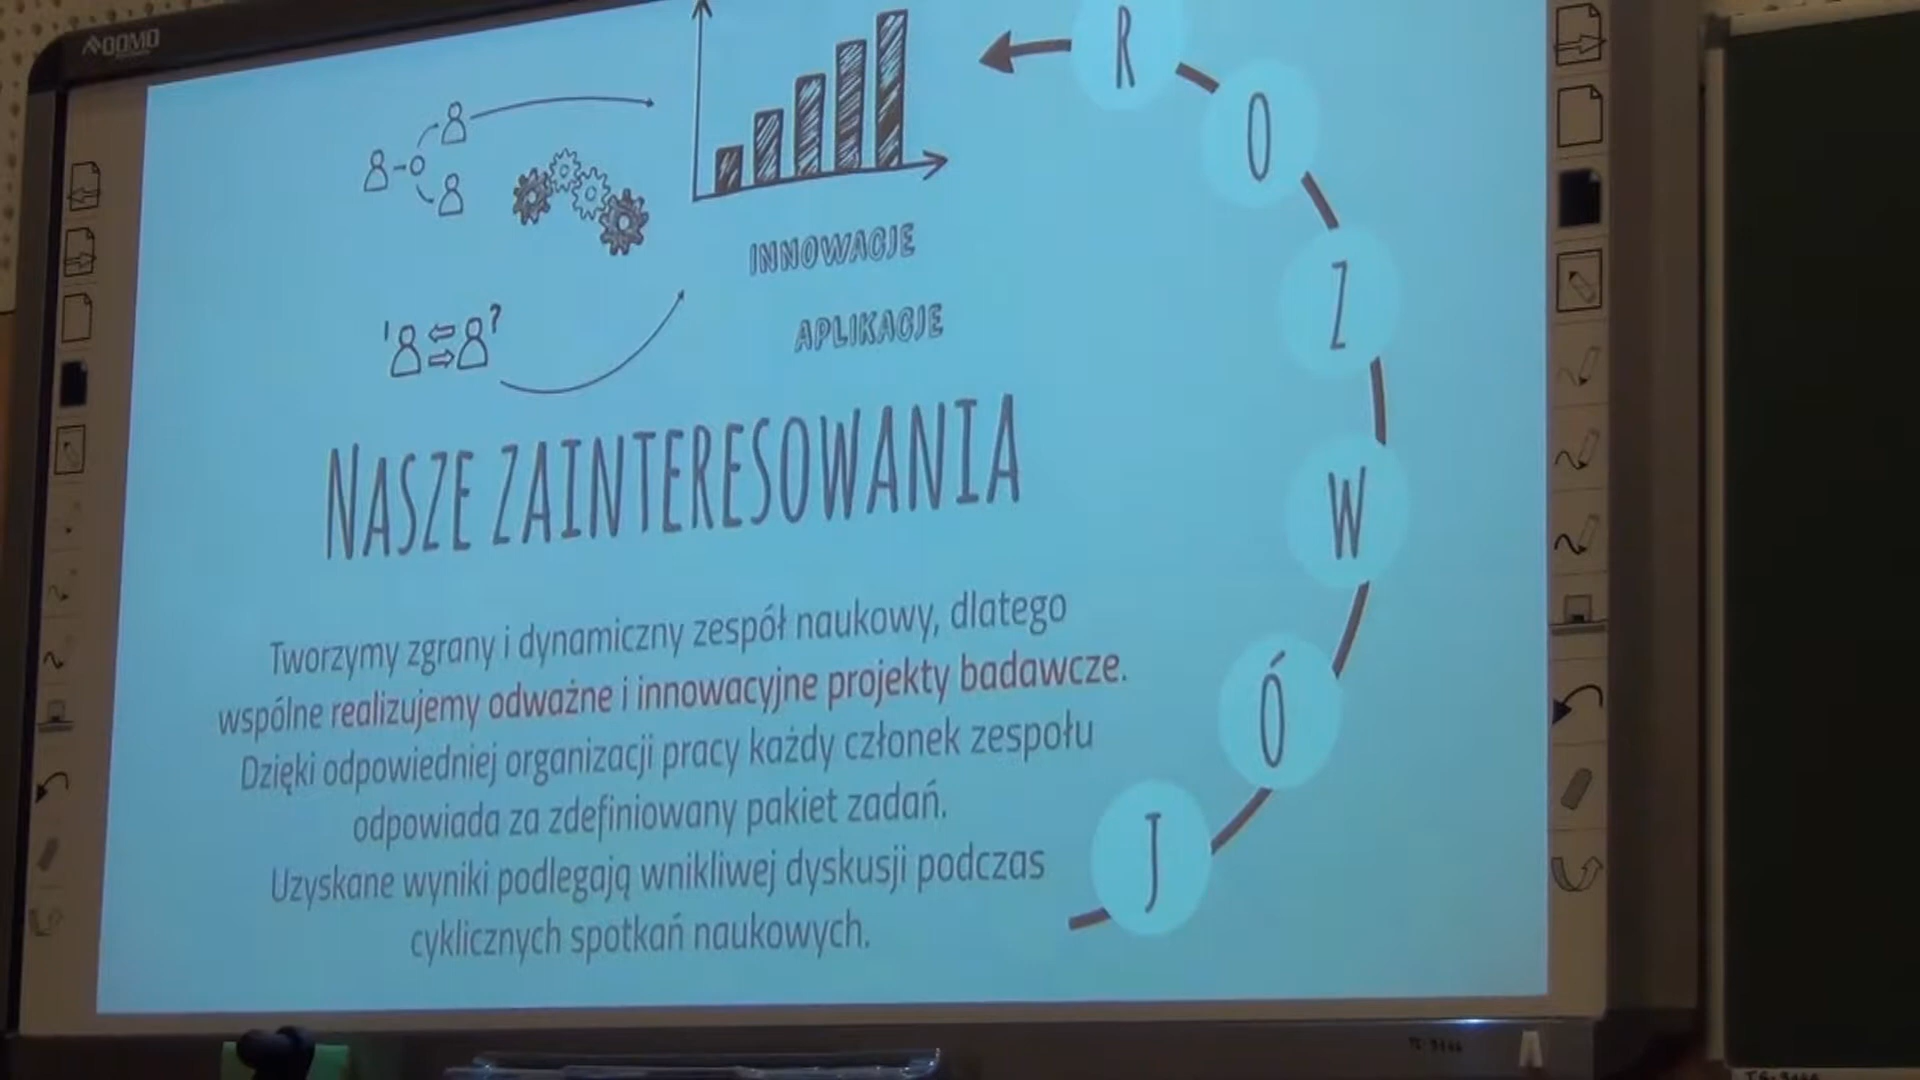 QOMO
R
O
Z
W
Ó
J
INNOWACJE
APLIKACJE
NASZE ZAINTERESOWANIA
Tworzymy zgrany i dynamiczny zespół naukowy, dlatego
wspólne realizujemy odważne i innowacyjne projekty badawcze.
Dzięki odpowiedniej organizacji pracy każdy członek zespołu
odpowiada za zdefiniowany pakiet zadań.
Uzyskane wyniki podlegają wnikliwej dyskusji podczas
cyklicznych spotkań naukowych.
A